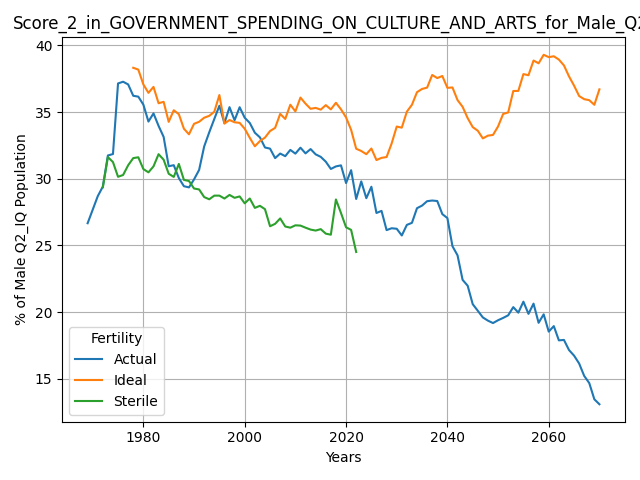 Score_2_in_GOVERNMENT_SPENDING_ON_CULTURE_AND_ARTS_for_Male_Q2
40
35
30
25
20
15
% of Male Q2_IQ Population
Fertility
Actual
Ideal
Sterile
1980 2000 2020 2040 2060
Years